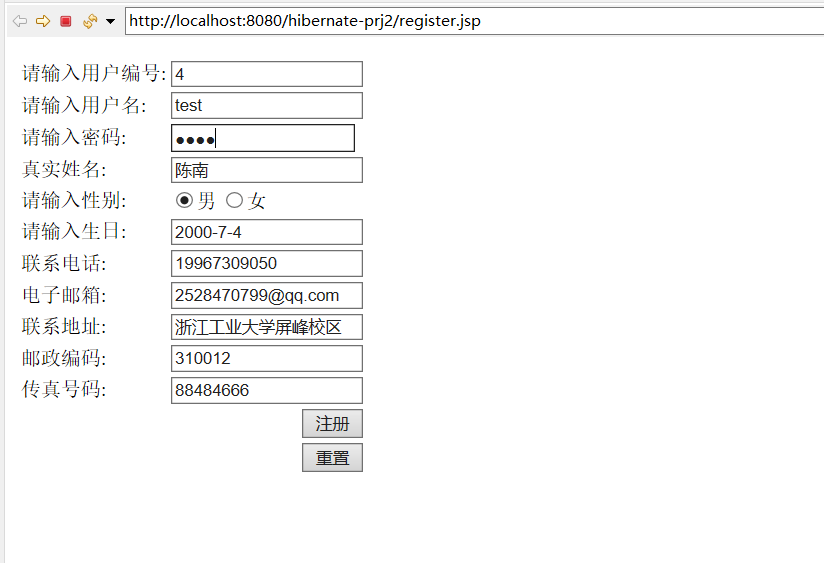 http://localhost:8080/hibernate-prj2/register.jsp
请输入用户编号: 4
请输入用户名: test
请输入密码: ●●●●
真实姓名: 陈南
请输入性别: 男 女
请输入生日: 2000-7-4
联系电话: 19967309050
电子邮箱: 2528470799@qq.com
联系地址: 浙江工业大学屏峰校区
邮政编码: 310012
传真号码: 88484666
注册
重置